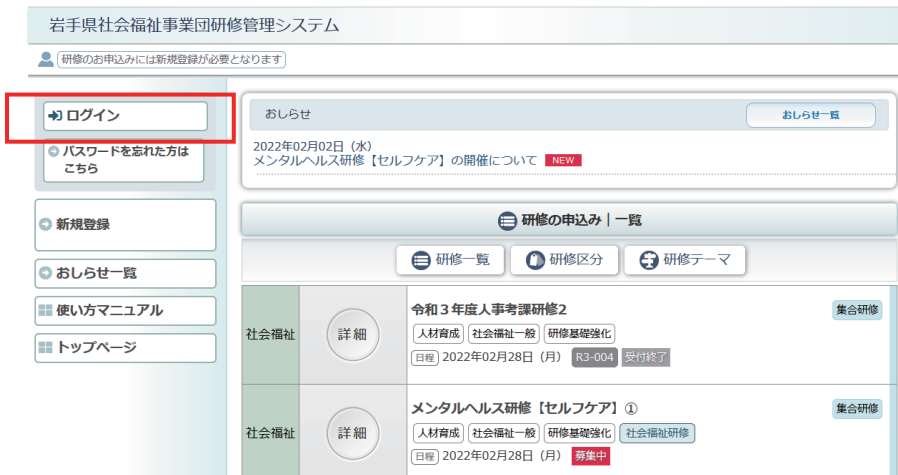 岩手県社会福祉事業団研修管理システム
研修のお申込みには新規登録が必要となります
ログイン
パスワードを忘れた方は
こちら
新規登録
おしらせ一覧
使い方マニュアル
トップページ
おしらせ
おしらせ一覧
2022年02月02日（水）
メンタルヘルス研修【セルフケア】の開催について NEW
研修の申込み｜一覧
研修一覧 研修区分 研修テーマ
社会福祉 詳細
令和３年度人事考課研修2 集合研修
人材育成 社会福祉一般 研修基礎強化
日程 2022年02月28日（月） R3-004 受付終了
社会福祉 詳細
メンタルヘルス研修【セルフケア】① 集合研修
人材育成 社会福祉一般 研修基礎強化 社会福祉研修
日程 2022年02月28日（月） 募集中